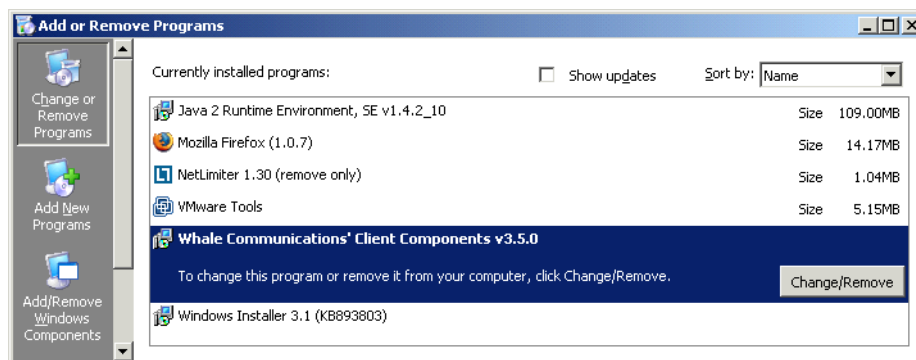 Add or Remove Programs
Change or
Remove
Programs
Add New
Programs
Add/Remove
Windows
Components
Currently installed programs:
Show updates
Sort by: Name
Java 2 Runtime Environment, SE v1.4.2_10 Size 109.00MB
Mozilla Firefox (1.0.7) Size 14.17MB
NetLimiter 1.30 (remove only) Size 1.04MB
VMware Tools Size 5.15MB
Whale Communications' Client Components v3.5.0
To change this program or remove it from your computer, click Change/Remove.
Change/Remove
Windows Installer 3.1 (KB893803)